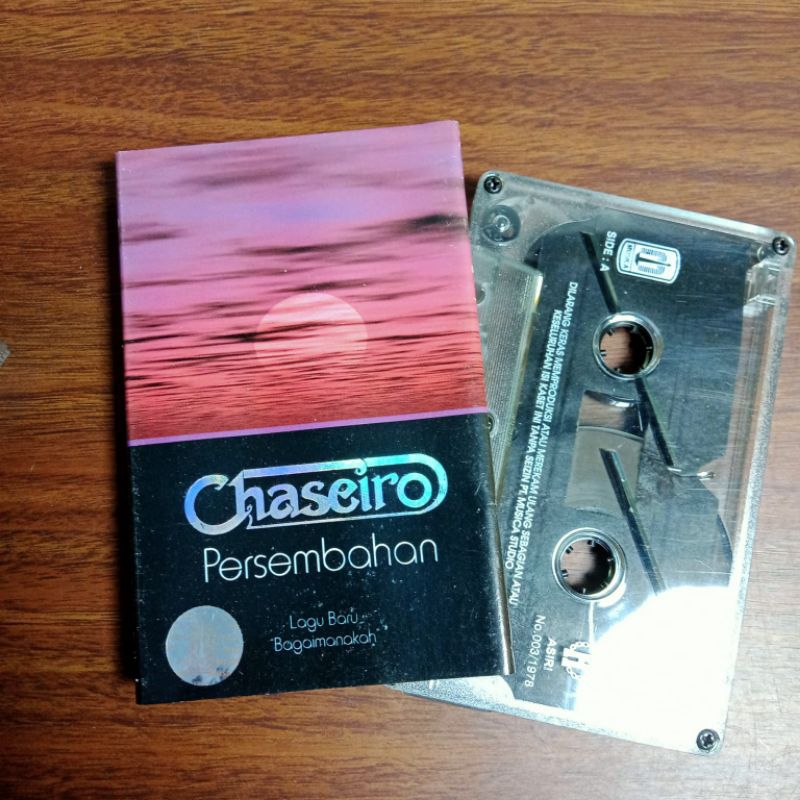 Chaseiro
Persembahan
Lagu Baru
"Bagaimanakah"
SIDE : A
MUSICA
DILARANG KERAS MEMPRODUKSI ATAU MEREKAM ULANG SEBAGIAN ATAU
KESELURUHAN ISI KASET INI TANPA SEIZIN PT. MUSICA STUDIO
ASIRI
No.003/1978